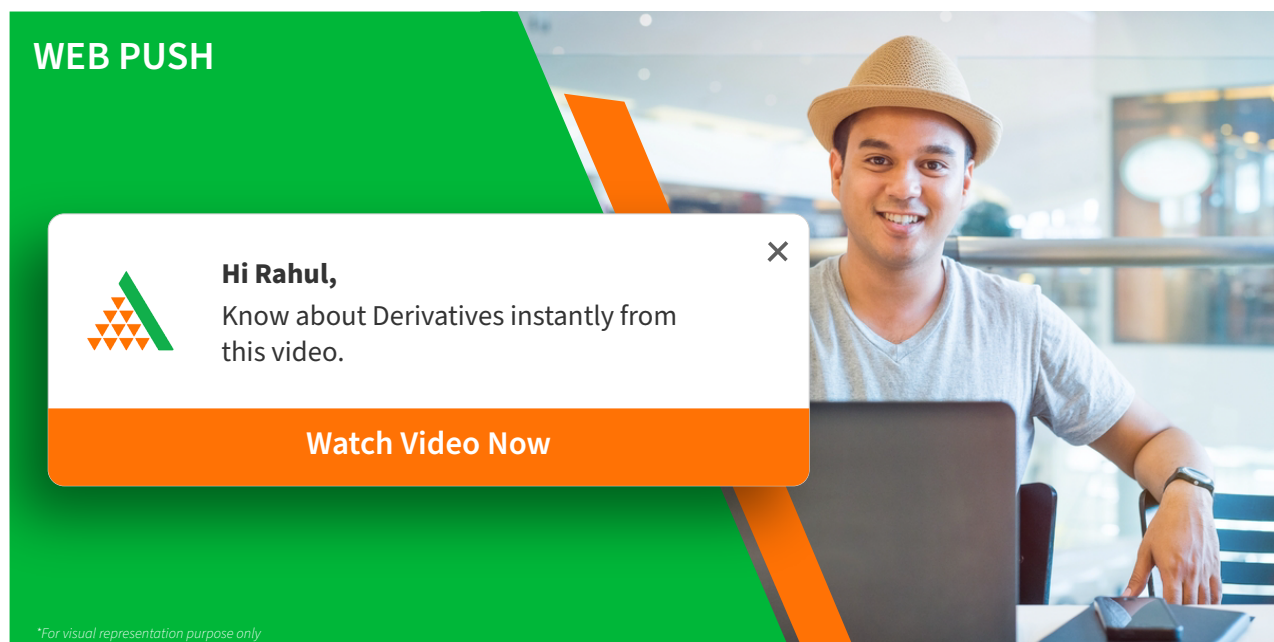 WEB PUSH
Hi Rahul,
Know about Derivatives instantly from
this video.
Watch Video Now
*For visual representation purpose only